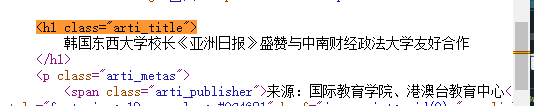 <h1 class="arti_title">
韩国东西大学校长《亚洲日报》盛赞与中南财经政法大学友好合作
</h1>
<p class="arti_metas">
<span class="arti_publisher">来源：国际教育学院、港澳台教育中心<